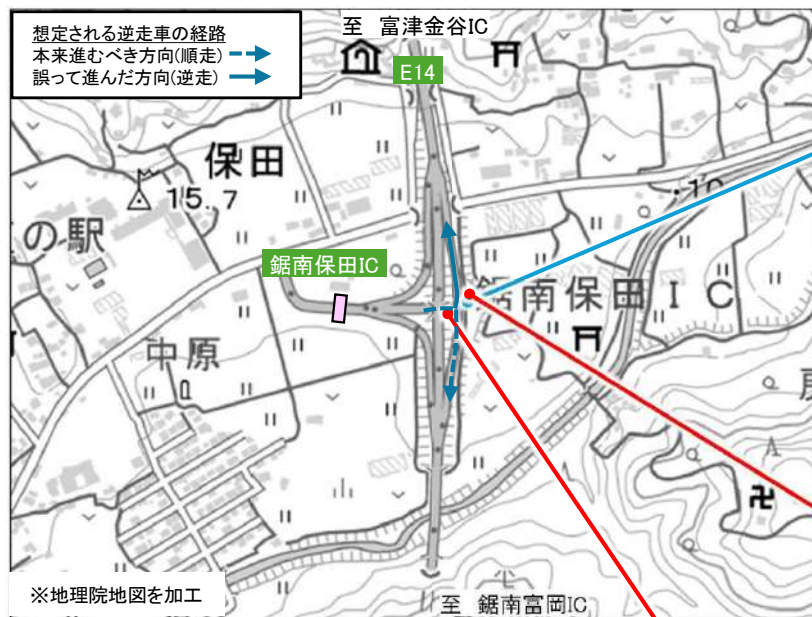 想定される逆走車の経路
本来進むべき方向(順走)
誤って進んだ方向(逆走)
至 富津金谷IC
E14
保田
15.7
の駅
鋸南保田IC
鋸南保田IC
中原
※地理院地図を加工
至 鋸南富岡IC